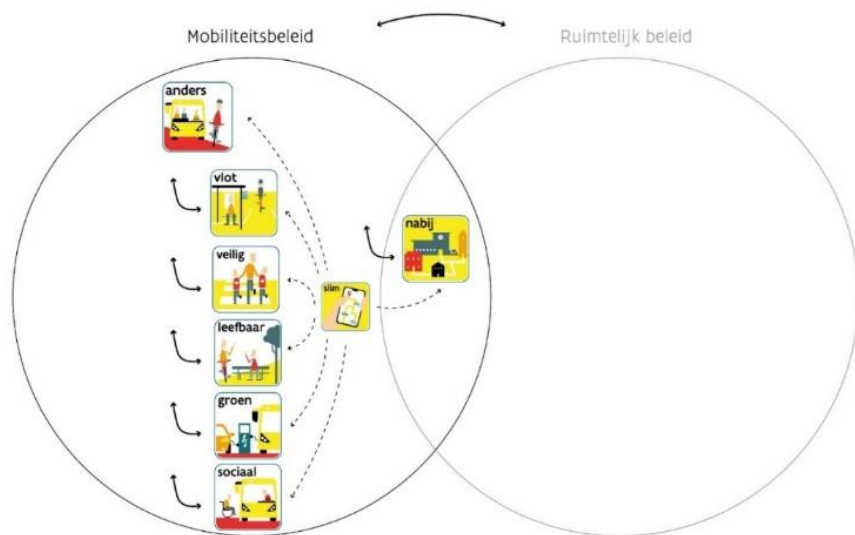 Mobiliteitsbeleid
Ruimtelijk beleid
anders
vlot
nabij
veilig
slim
leefbaar
groen
sociaal